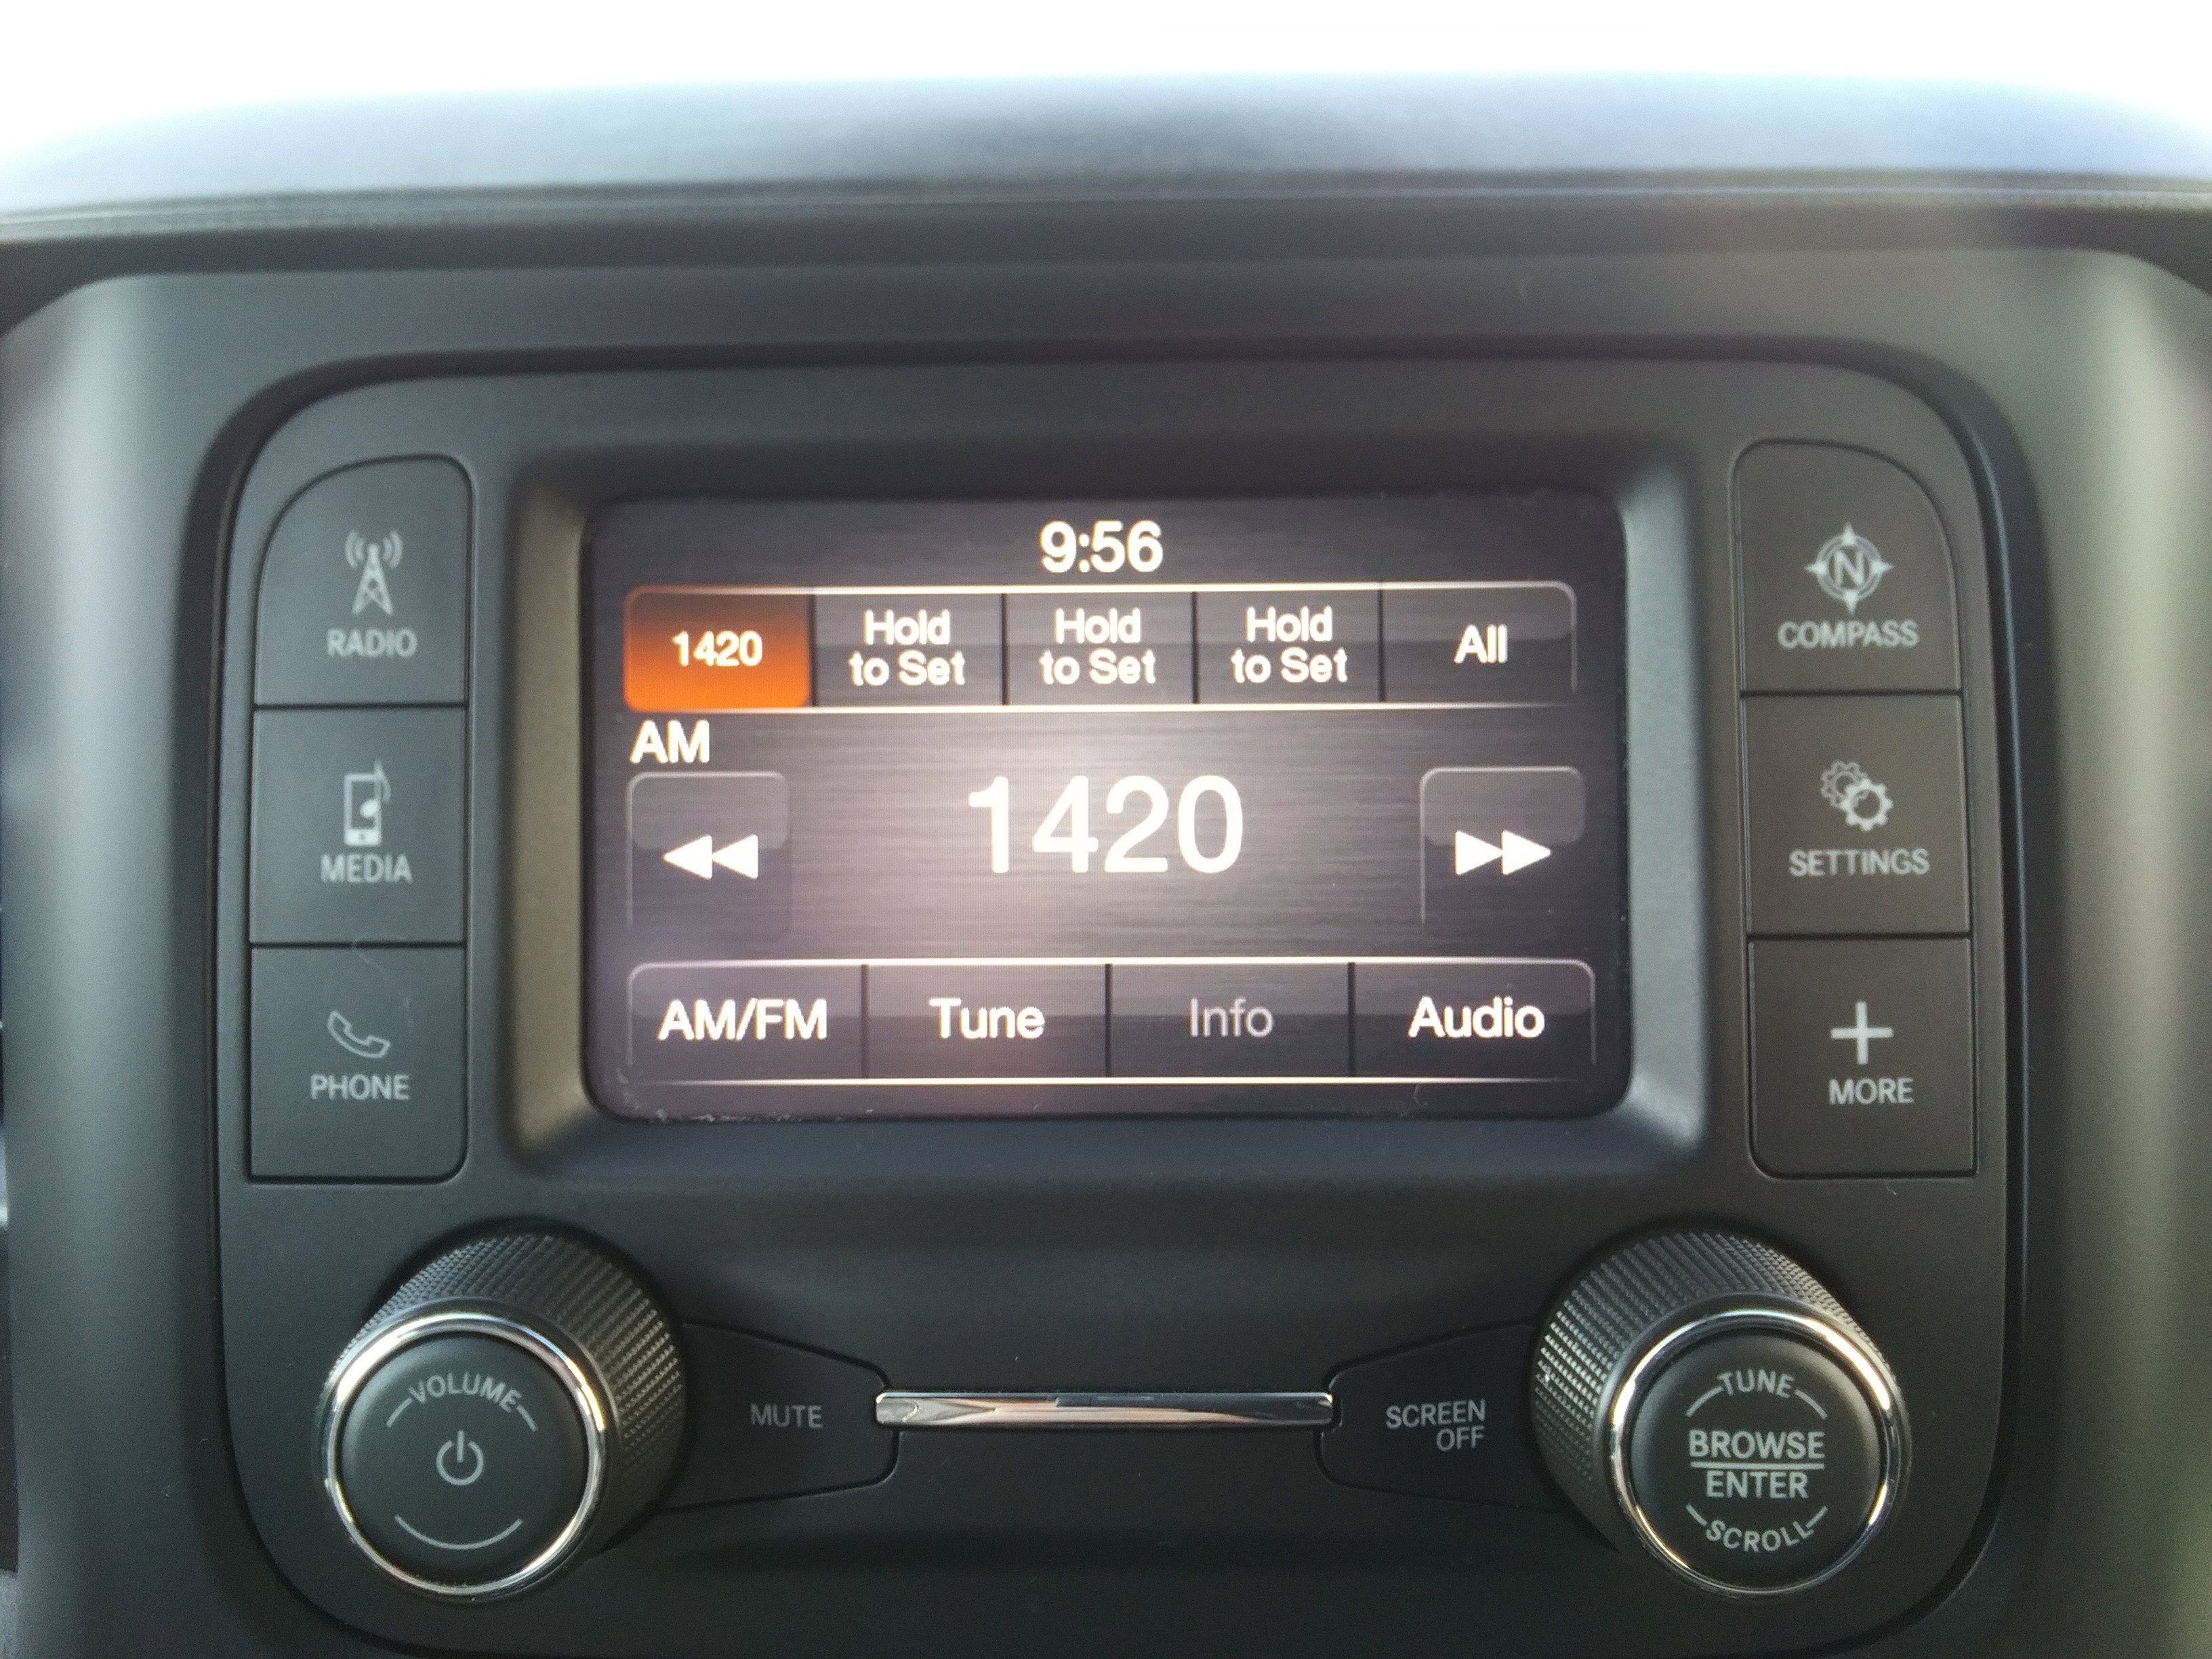 9:56
1420
Hold
to Set
Hold
to Set
Hold
to Set
All
AM
1420
AM/FM
Tune
Info
Audio
RADIO
MEDIA
PHONE
N
COMPASS
SETTINGS
MORE
VOLUME
MUTE
SCREEN
OFF
TUNE
BROWSE
ENTER
SCROLL